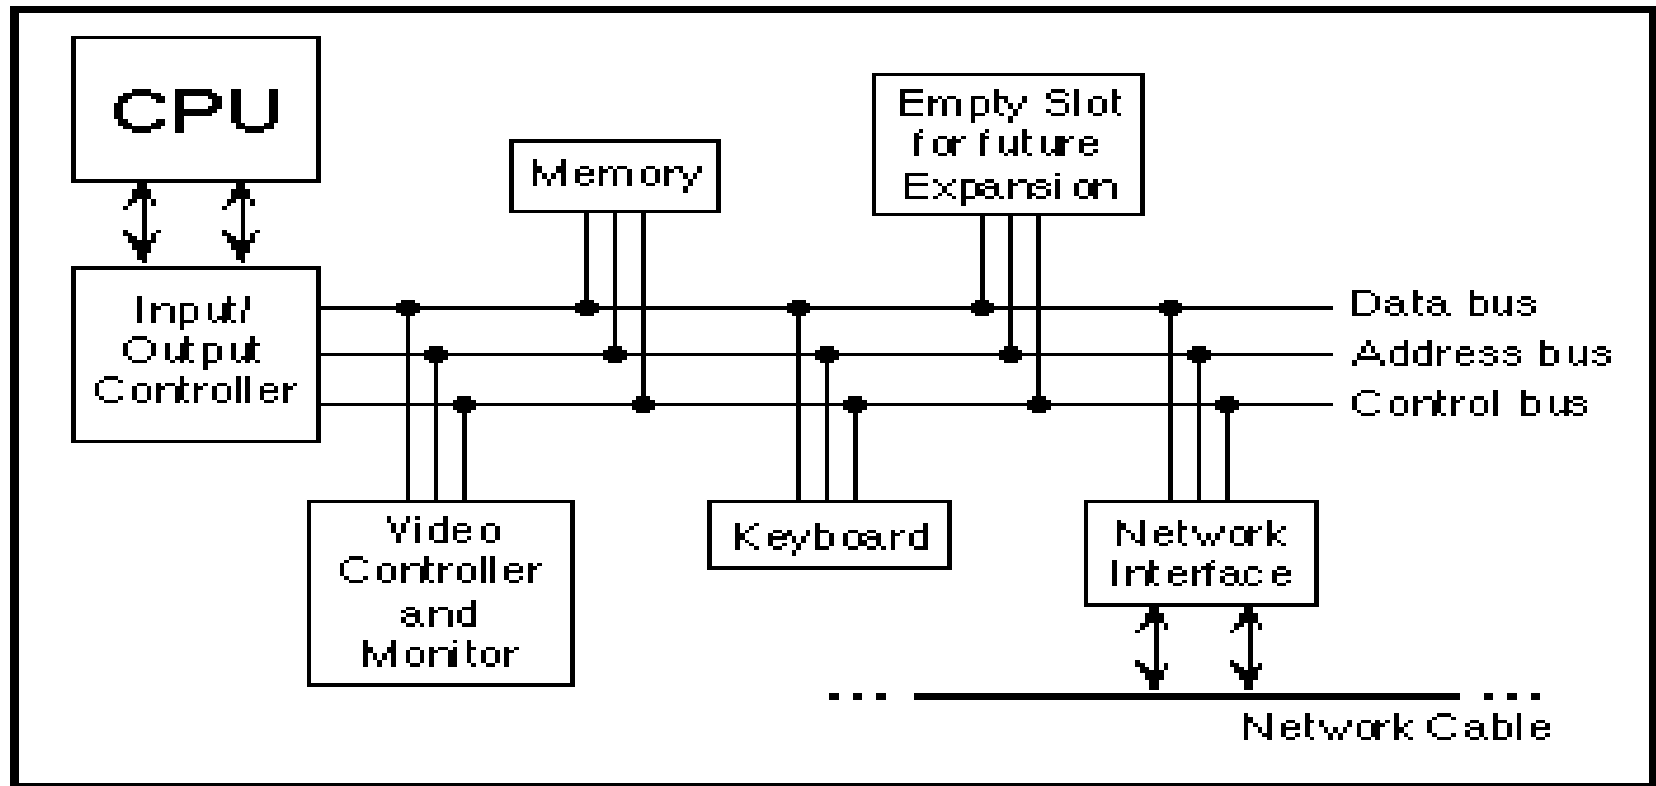 CPU
Empty Slot
for future
Expansion
Memory
Input/
Output
Controller
Data bus
Address bus
Control bus
Video
Controller
and
Monitor
Keyboard
Network
Interface
Network Cable